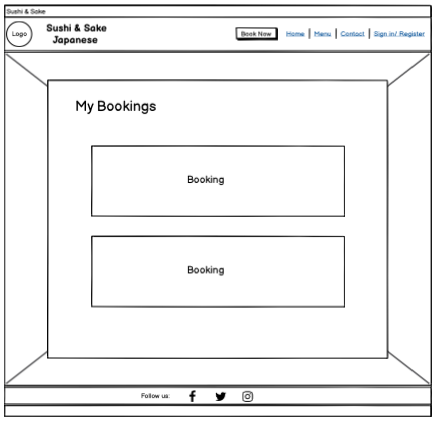 Sushi & Sake
Logo
Sushi & Sake
Japanese
Book Now
Home
Menu
Contact
Sign in/ Register
My Bookings
Booking
Booking
Follow us: